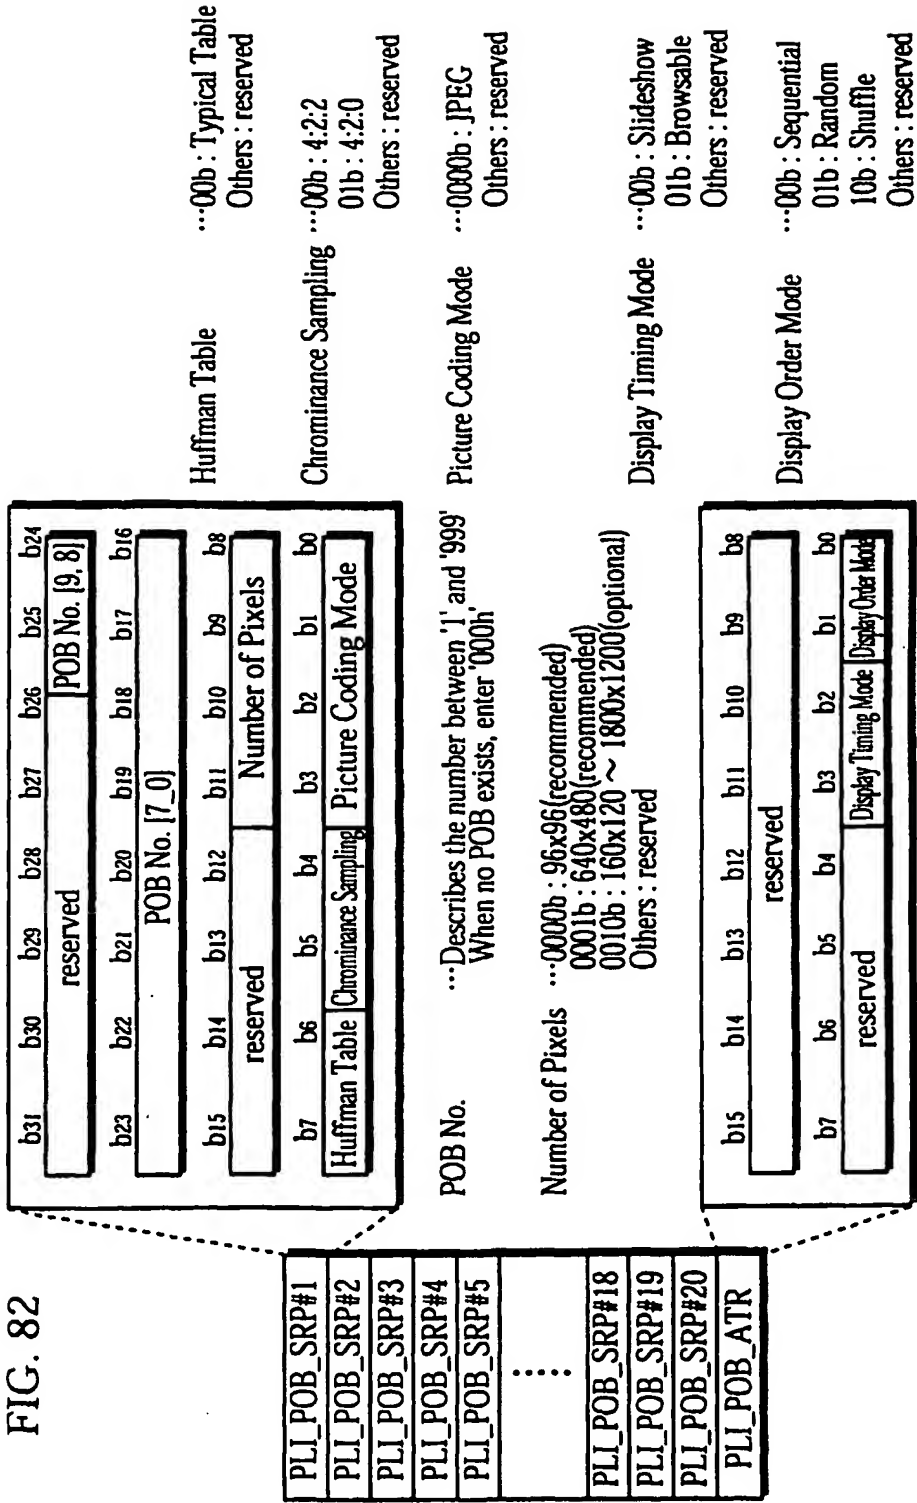 FIG. 82
PLI_POB_SRP#1
PLI_POB_SRP#2
PLI_POB_SRP#3
PLI_POB_SRP#4
PLI_POB_SRP#5
.....
PLI_POB_SRP#18
PLI_POB_SRP#19
PLI_POB_SRP#20
PLI_POB_ATR
b31 b30 b29 b28 b27 b26 b25 b24
reserved POB No. [9, 8]
b23 b22 b21 b20 b19 b18 b17 b16
POB No. [7_0]
b15 b14 b13 b12 b11 b10 b9 b8
reserved Number of Pixels
b7 b6 b5 b4 b3 b2 b1 b0
Huffman Table Chrominance Sampling Picture Coding Mode
POB No. ···Describes the number between '1' and '999'
When no POB exists, enter '000h'
Number of Pixels ···0000b : 96x96(recommended)
0001b : 640x480(recommended)
0010b : 160x120 ~ 1800x1200(optional)
Others : reserved
b15 b14 b13 b12 b11 b10 b9 b8
reserved
b7 b6 b5 b4 b3 b2 b1 b0
reserved Display Timing Mode Display Order Mode
Huffman Table ···00b : Typical Table
Others : reserved
Chrominance Sampling ···00b : 4:2:2
01b : 4:2:0
Others : reserved
Picture Coding Mode ···0000b : JPEG
Others : reserved
Display Timing Mode ···00b : Slideshow
01b : Browsable
Others : reserved
Display Order Mode ···00b : Sequential
01b : Random
10b : Shuffle
Others : reserved